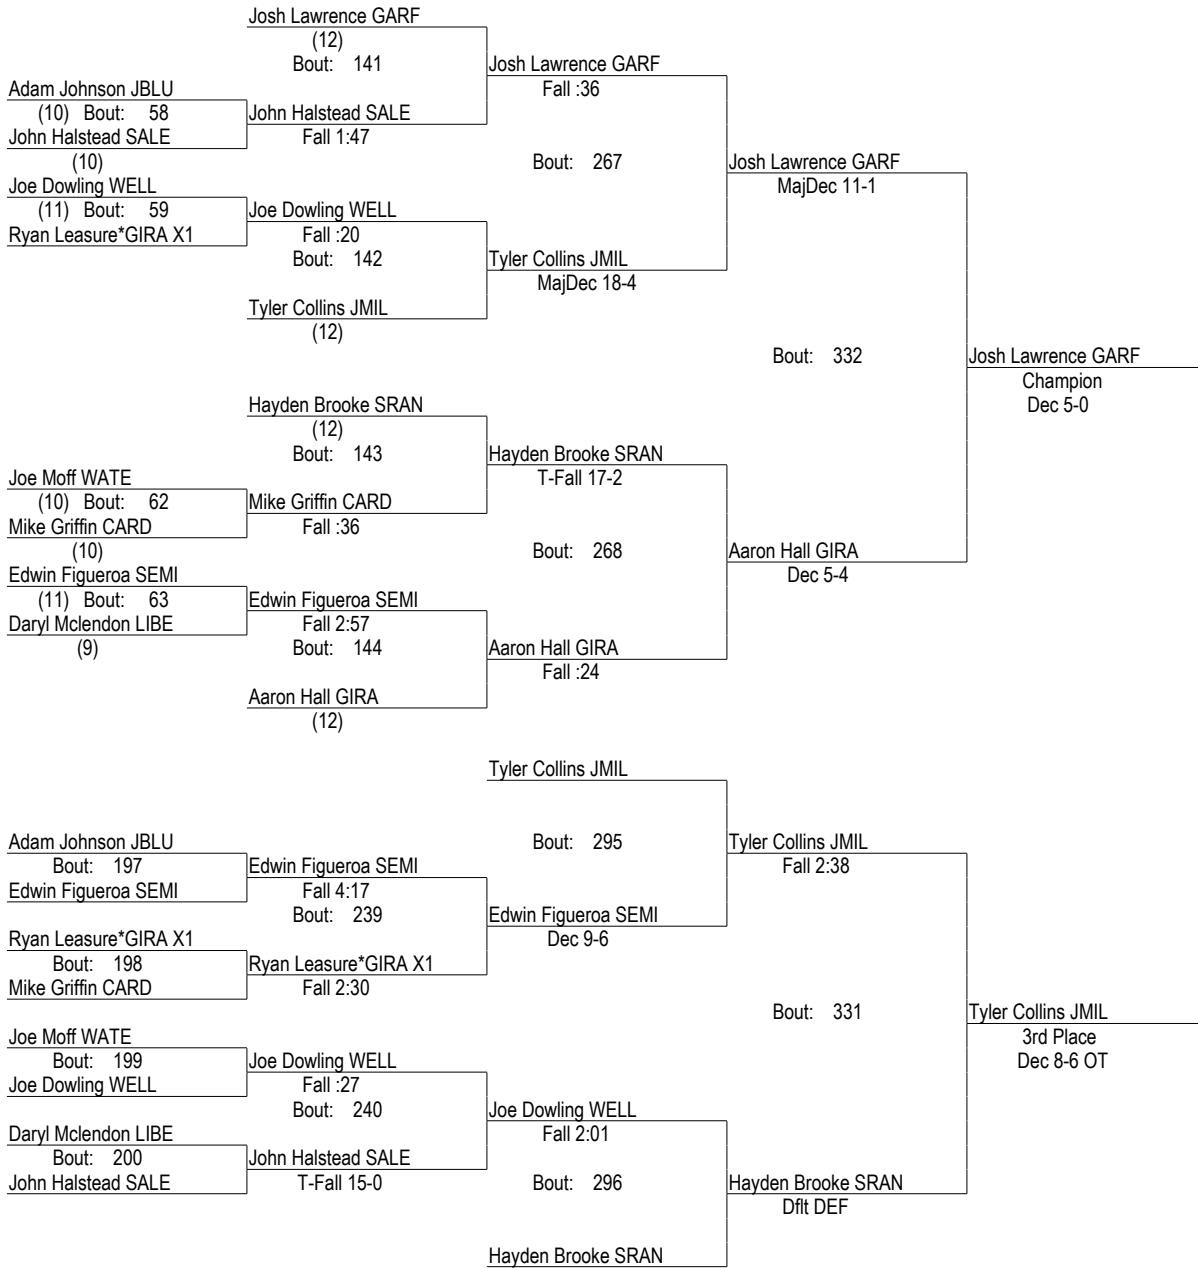 Josh Lawrence GARF
(12)
Bout: 141
Josh Lawrence GARF
Adam Johnson JBLU
Fall :36
(10) Bout: 58
John Halstead SALE
John Halstead SALE
Fall 1:47
(10)
Bout: 267
Josh Lawrence GARF
Joe Dowling WELL
MajDec 11-1
(11) Bout: 59
Joe Dowling WELL
Ryan Leasure*GIRA X1
Fall :20
Bout: 142
Tyler Collins JMIL
MajDec 18-4
Tyler Collins JMIL
(12)
Bout: 332
Josh Lawrence GARF
Champion
Dec 5-0
Hayden Brooke SRAN
(12)
Bout: 143
Hayden Brooke SRAN
Joe Moff WATE
T-Fall 17-2
(10) Bout: 62
Mike Griffin CARD
Mike Griffin CARD
Fall :36
(10)
Bout: 268
Aaron Hall GIRA
Edwin Figueroa SEMI
Dec 5-4
(11) Bout: 63
Edwin Figueroa SEMI
Daryl Mclendon LIBE
Fall 2:57
(9)
Bout: 144
Aaron Hall GIRA
Fall :24
Aaron Hall GIRA
(12)
Tyler Collins JMIL
Adam Johnson JBLU
Bout: 295
Tyler Collins JMIL
Bout: 197
Edwin Figueroa SEMI
Fall 2:38
Edwin Figueroa SEMI
Fall 4:17
Bout: 239
Edwin Figueroa SEMI
Ryan Leasure*GIRA X1
Dec 9-6
Bout: 198
Ryan Leasure*GIRA X1
Mike Griffin CARD
Fall 2:30
Bout: 331
Tyler Collins JMIL
Joe Moff WATE
3rd Place
Bout: 199
Joe Dowling WELL
Dec 8-6 OT
Joe Dowling WELL
Fall :27
Bout: 240
Joe Dowling WELL
Daryl Mclendon LIBE
Fall 2:01
Bout: 200
John Halstead SALE
John Halstead SALE
T-Fall 15-0
Bout: 296
Hayden Brooke SRAN
Dflt DEF
Hayden Brooke SRAN